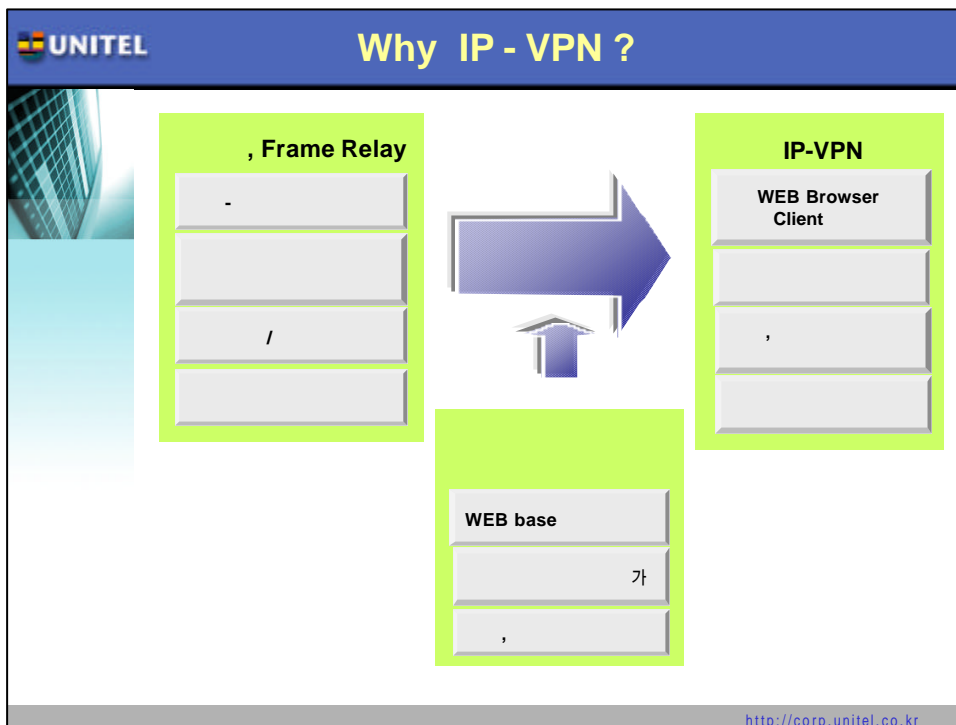 UNITEL
Why IP - VPN ?
, Frame Relay
-
/
IP-VPN
WEB Browser
Client
,
WEB base
가
,
http://corp.unitel.co.kr